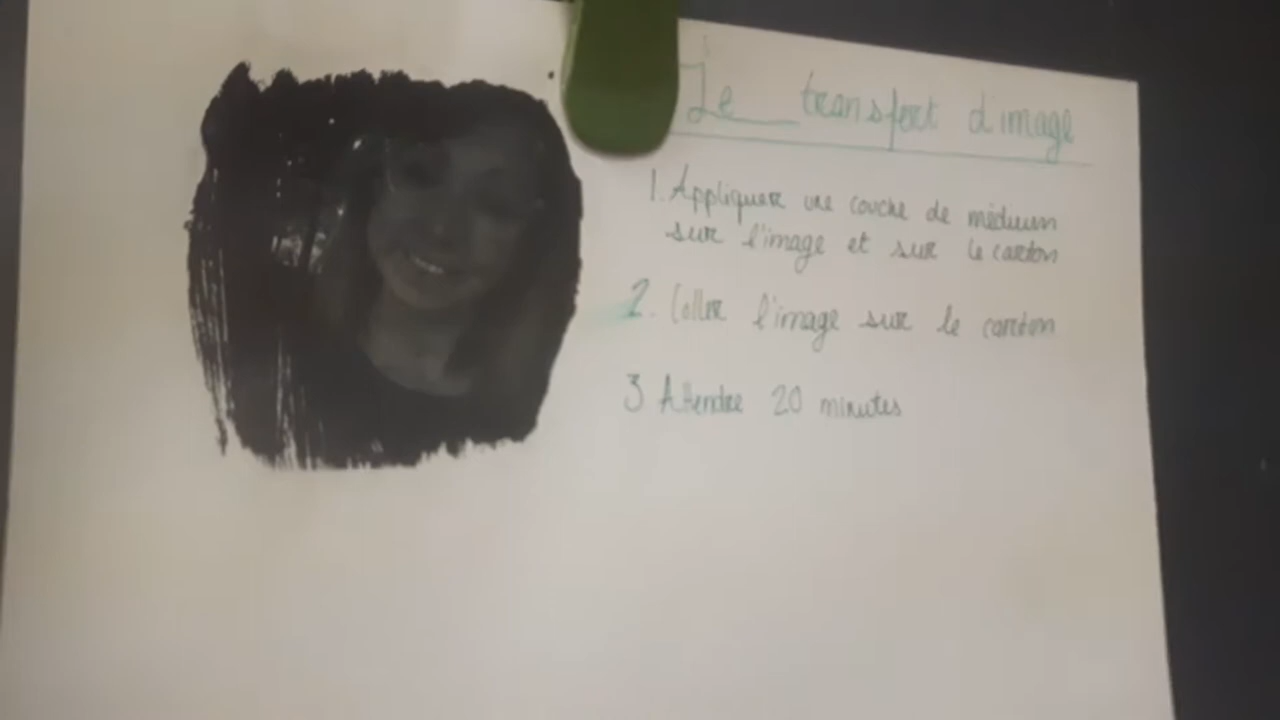 Le transfert d'image
1. Appliquer une couche de médium
sur l'image et sur le carton
2. Coller l'image sur le carton
3 Attendre 20 minutes